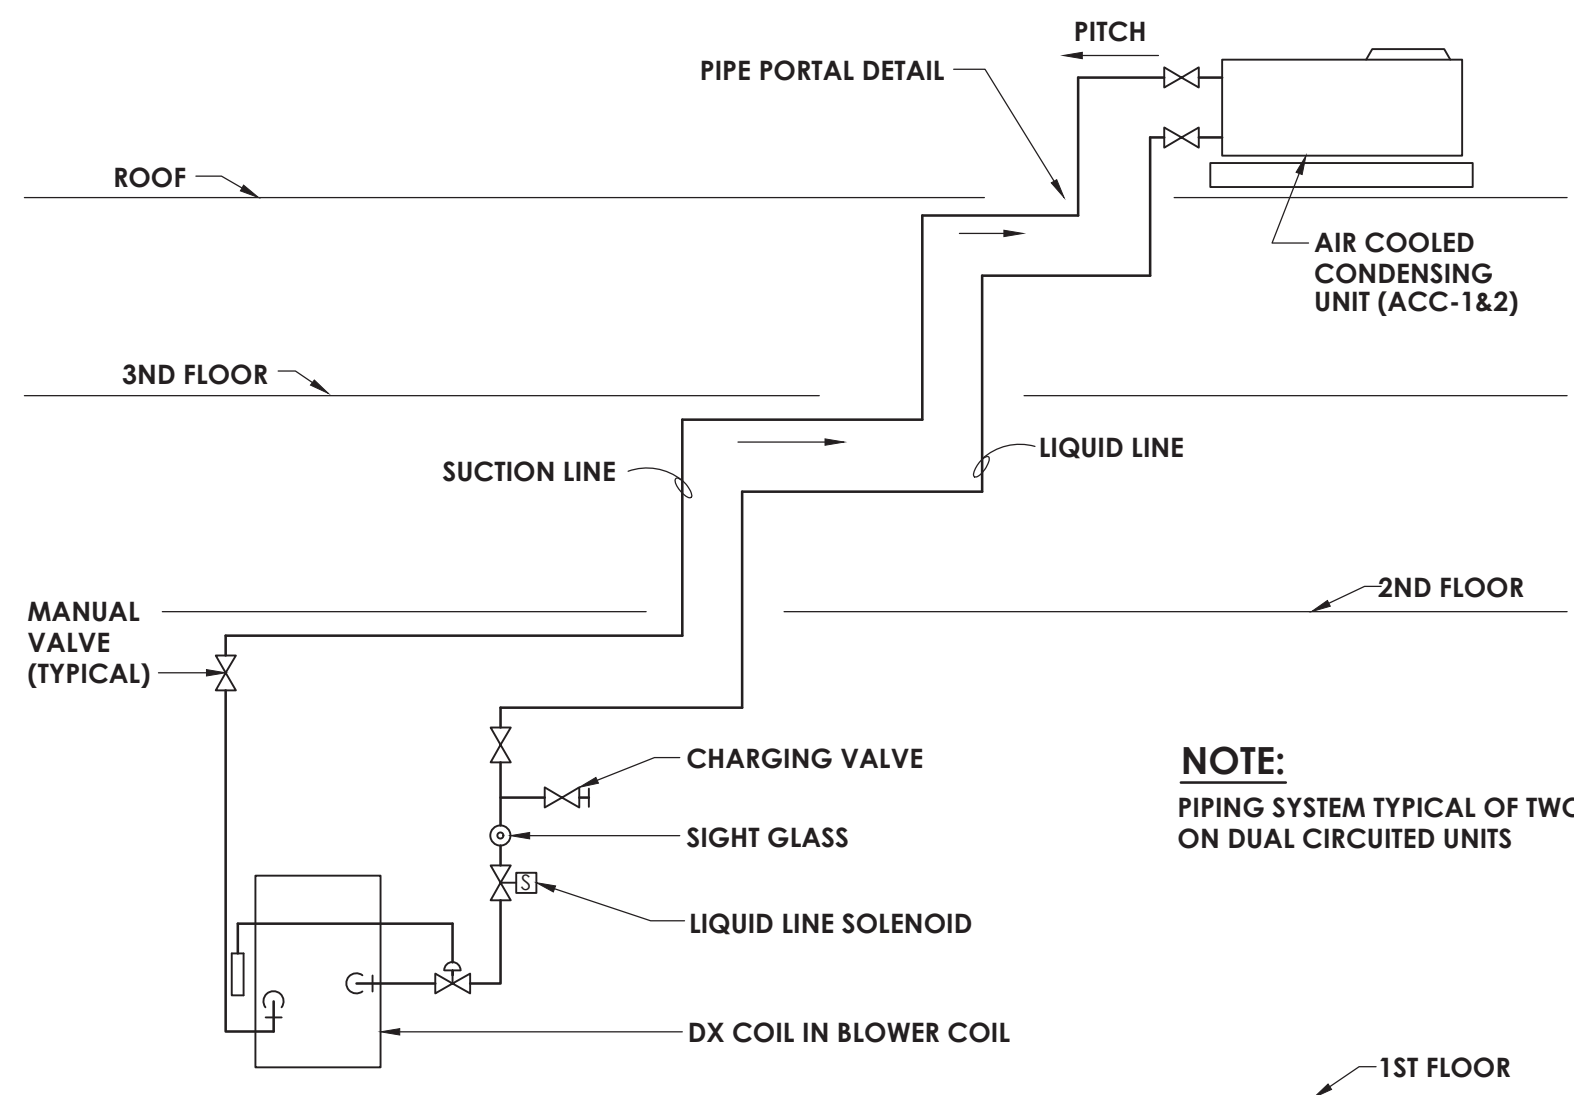 PITCH
PIPE PORTAL DETAIL
ROOF
AIR COOLED
CONDENSING
UNIT (ACC-1&2)
3ND FLOOR
LIQUID LINE
SUCTION LINE
2ND FLOOR
MANUAL
VALVE
(TYPICAL)
CHARGING VALVE
NOTE:
PIPING SYSTEM TYPICAL OF TWO
ON DUAL CIRCUITED UNITS
SIGHT GLASS
S
LIQUID LINE SOLENOID
DX COIL IN BLOWER COIL
1ST FLOOR